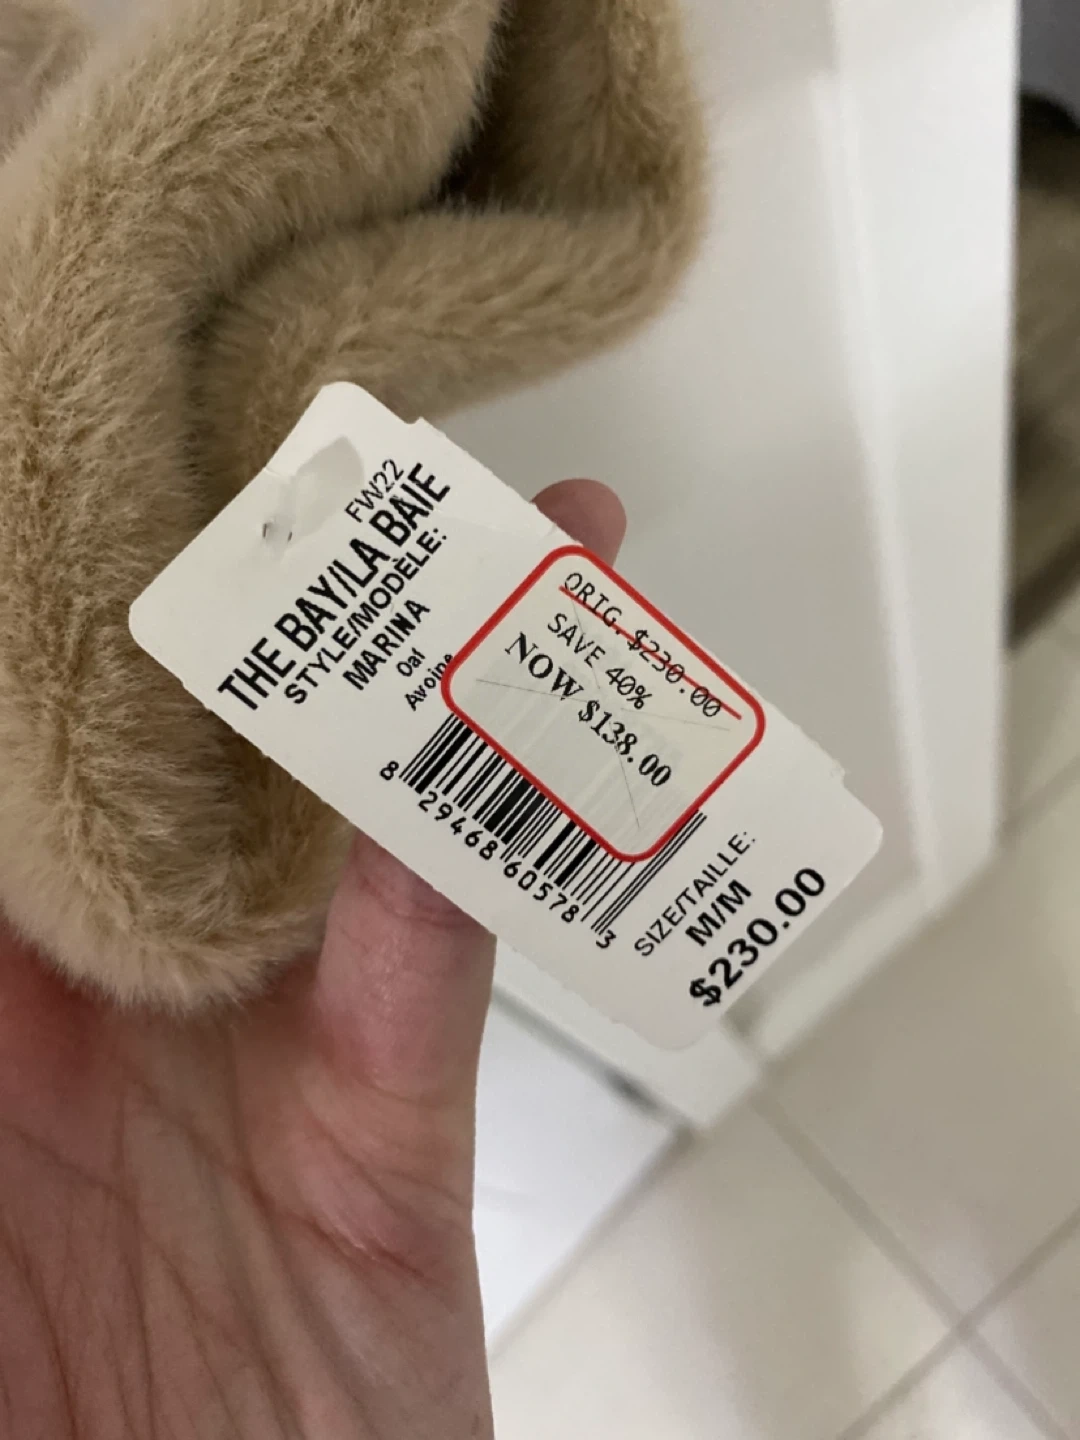 FW22
THE BAY/LA BAIE
STYLE/MODÈLE:
MARINA
Oat
Avoine
ORIG. $230.00
SAVE 40%
NOW $138.00
8 29468 60578 3
SIZE/TAILLE:
M/M
$230.00